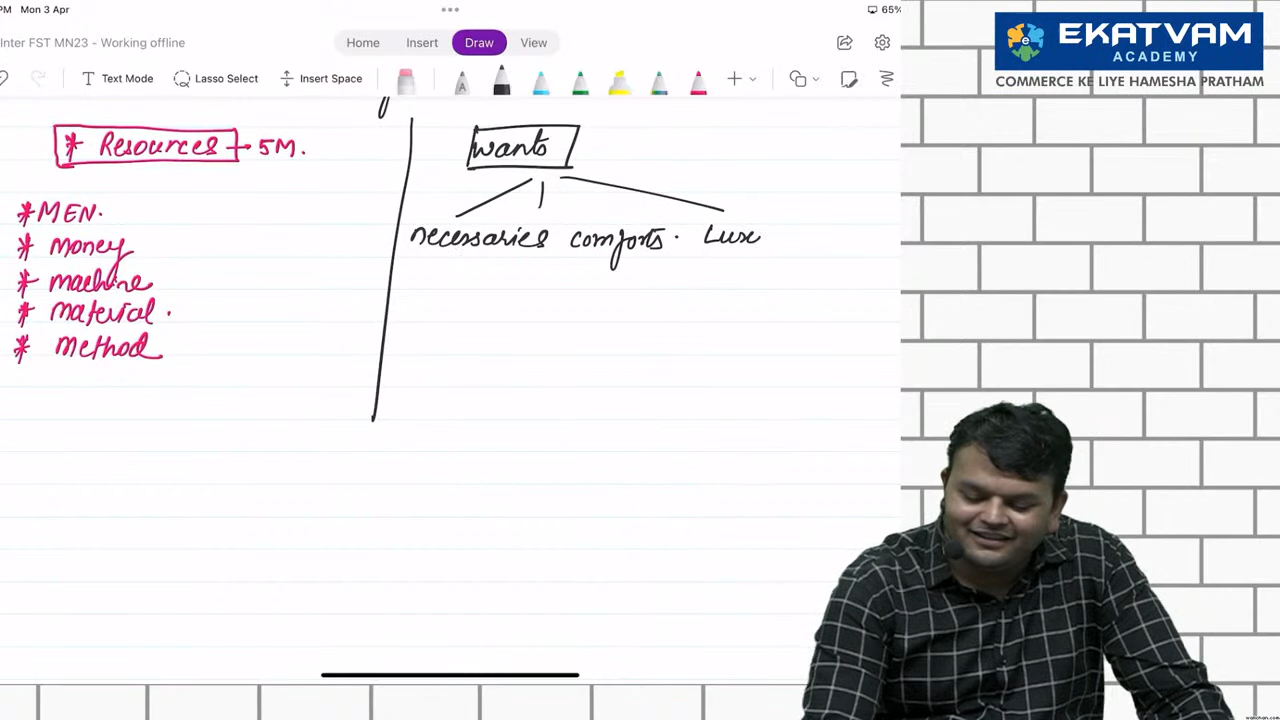 PM Mon 3 Apr
65%
Inter FST MN23 - Working offline
Home Insert Draw View
Text Mode Lasso Select Insert Space
EKATVAM
ACADEMY
COMMERCE KE LIYE HAMESHA PRATHAM
* Resources → 5M.
* MEN.
* money
* machine
* material.
* method
wants
necessaries comforts. Lux